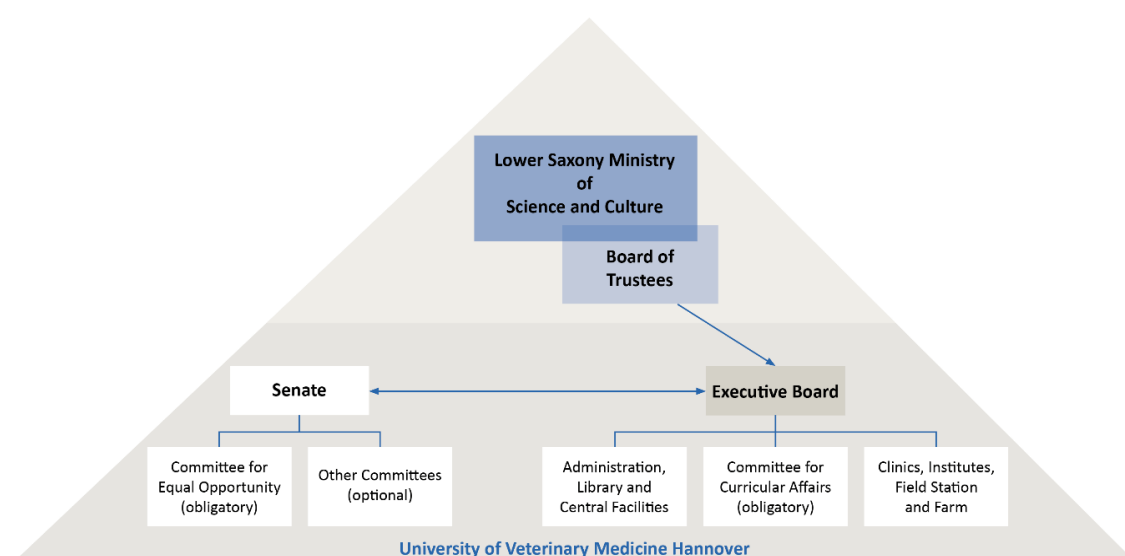 Lower Saxony Ministry
of
Science and Culture
Board of
Trustees
Senate
Executive Board
Committee for
Equal Opportunity
(obligatory)
Other Committees
(optional)
Administration,
Library and
Central Facilities
Committee for
Curricular Affairs
(obligatory)
Clinics, Institutes,
Field Station
and Farm
University of Veterinary Medicine Hannover